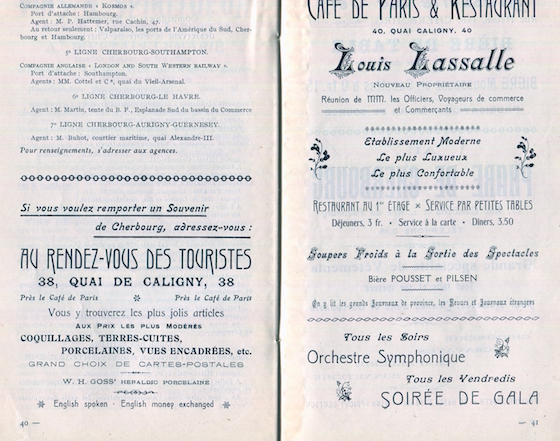 COMPAGNIE ALLEMANDE « KOSMOS ».
Port d'attache : Hambourg.
Agent : M. P. Hattemer, rue Cachin, 47.
Au retour seulement : Valparaiso, les ports de l'Amérique du Sud, Cherbourg et Hambourg.
5e LIGNE CHERBOURG-SOUTHAMPTON.
COMPAGNIE ANGLAISE « LONDON AND SOUTH WESTERN RAILWAY ».
Port d'attache : Southampton.
Agents : MM. Cottel et Ce, quai du Vieil-Arsenal.
6e LIGNE CHERBOURG-LE HAVRE.
Agent : M. Martin, tente du B. F., Esplanade Sud du bassin du Commerce
7e LIGNE CHERBOURG-AURIGNY-GUERNESEY.
Agent : M. Buhot, courtier maritime, quai Alexandre-III.
Pour renseignements, s'adresser aux agences.
Si vous voulez remporter un Souvenir
de Cherbourg, adressez-vous :
AU RENDEZ-VOUS DES TOURISTES
38, QUAI DE CALIGNY, 38
Près le Café de Paris Près le Café de Paris
Vous y trouverez les plus jolis articles
AUX PRIX LES PLUS MODÉRÉS
COQUILLAGES, TERRES-CUITES,
PORCELAINES, VUES ENCADRÉES, etc.
GRAND CHOIX DE CARTES-POSTALES
W. H. GOSS' HERALDIC PORCELAINE
English spoken - English money exchanged
40 —
CAFÉ DE PARIS & RESTAURANT
40, QUAI CALIGNY, 40
Louis Lassalle
NOUVEAU PROPRIÉTAIRE
Réunion de MM. les Officiers, Voyageurs de commerce
et Commerçants
Etablissement Moderne
Le plus Luxueux
Le plus Confortable
RESTAURANT AU 1er ÉTAGE × SERVICE PAR PETITES TABLES
Déjeuners, 3 fr. • Service à la carte • Diners, 3.50
Soupers Froids à la Sortie des Spectacles
Bière POUSSET et PILSEN
On y lit les grands Journaux de province, les Revues et Journaux étrangers
Tous les Soirs
Orchestre Symphonique
Tous les Vendredis
SOIRÉE DE GALA
— 41